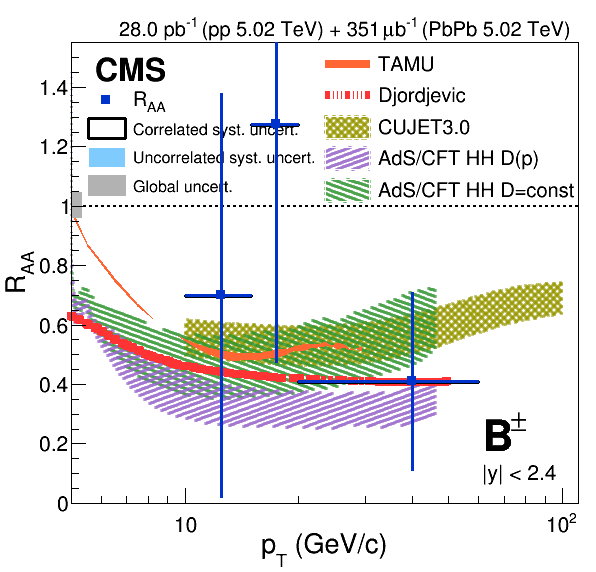 28.0 pb⁻¹ (pp 5.02 TeV) + 351 μb⁻¹ (PbPb 5.02 TeV)
CMS
R_AA
Correlated syst. uncert.
Uncorrelated syst. uncert.
Global uncert.
TAMU
Djordjevic
CUJET3.0
AdS/CFT HH D(p)
AdS/CFT HH D=const
R_AA
1.4
1.2
1
0.8
0.6
0.4
0.2
0
B±
|y| < 2.4
10
10²
p_T (GeV/c)